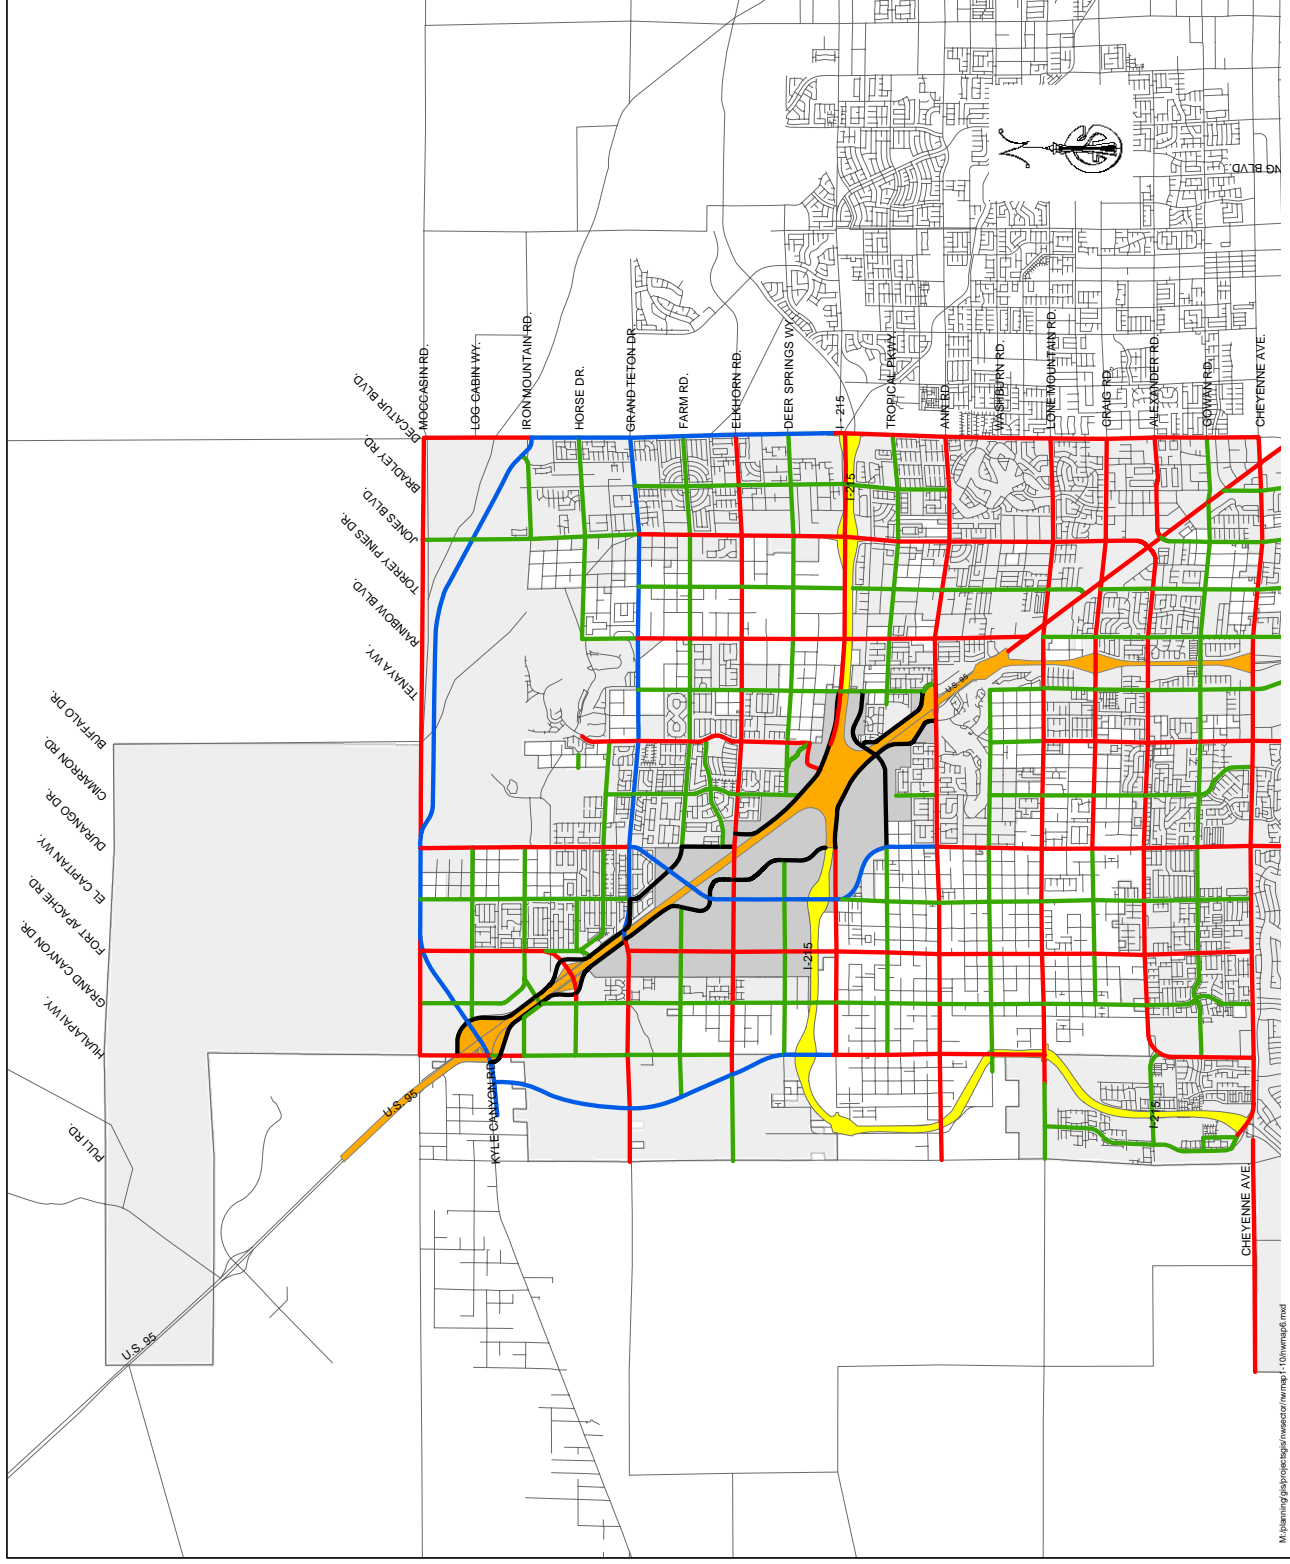 DECATUR BLVD.
BRADLEY RD.
JONES BLVD.
TORREY PINES DR.
RAINBOW BLVD.
TENAYA WY.
BUFFALO DR.
CIMARRON RD.
DURANGO DR.
EL CAPITAN WY.
FORT APACHE RD.
GRAND CANYON DR.
HUALAPAI WY.
PULI RD.
MOCCASIN RD.
LOG CABIN WY.
IRON MOUNTAIN RD.
HORSE DR.
GRAND TETON DR.
FARM RD.
ELKHORN RD.
DEER SPRINGS WY.
I - 215
TROPICAL PKWY.
ANN RD.
WASHBURN RD.
LONE MOUNTAIN RD.
CRAIG RD.
ALEXANDER RD.
GOWAN RD.
CHEYENNE AVE.
NG BLVD.
N
I-215
U.S. 95
I-215
I-215
U.S. 95
KYLE CANYON RD.
U.S. 95
CHEYENNE AVE.
M:/planning/gis/projectsgis/nwsector/nwmap1-10/nwmap6.mxd